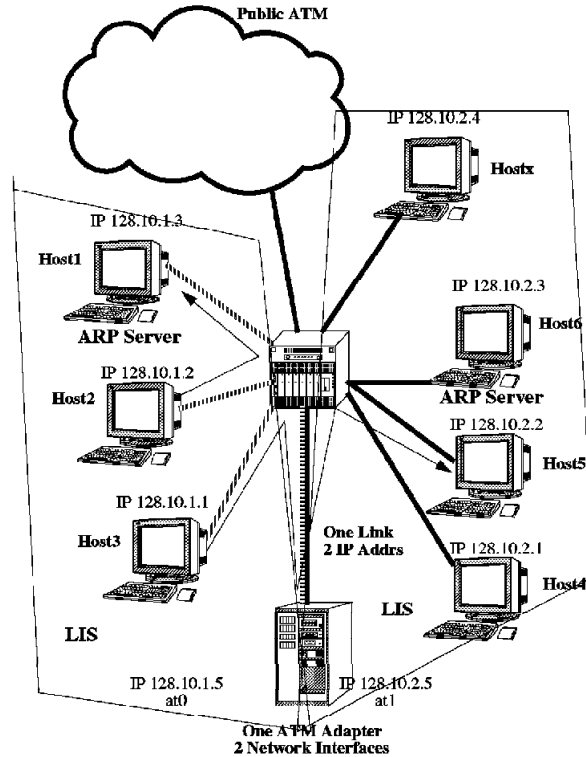 Public ATM
IP 128.10.2.4
Hostx
IP 128.10.1.3
Host1
ARP Server
IP 128.10.2.3
Host6
ARP Server
IP 128.10.1.2
Host2
IP 128.10.2.2
Host5
IP 128.10.1.1
Host3
One Link
2 IP Addrs
IP 128.10.2.1
Host4
LIS
LIS
IP 128.10.1.5
at0
IP 128.10.2.5
at1
One ATM Adapter
2 Network Interfaces